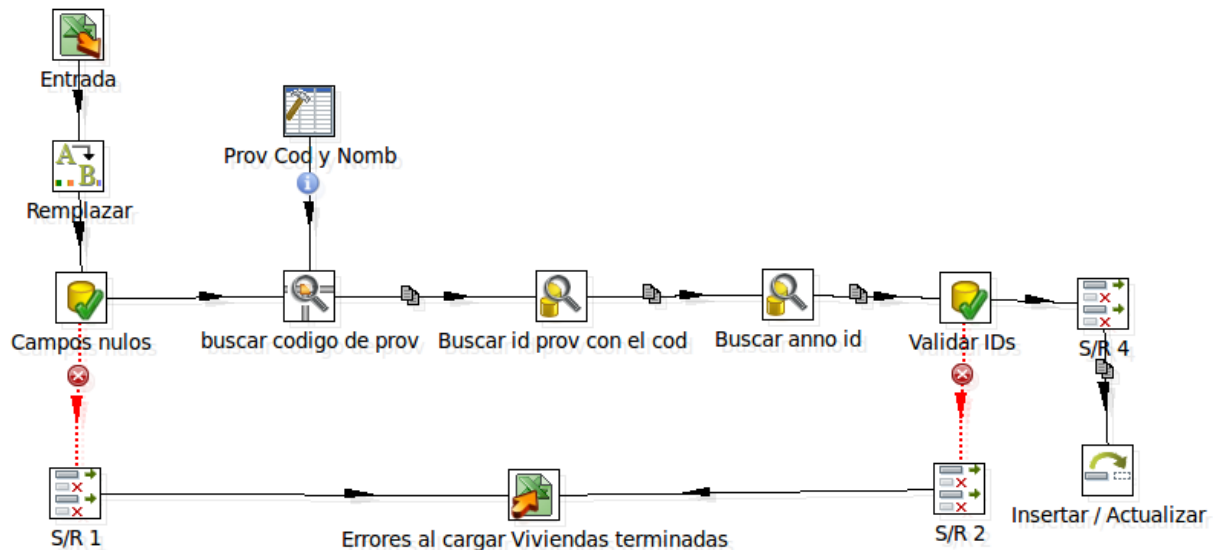 Entrada
Prov Cod y Nomb
A
B
Remplazar
Campos nulos
buscar codigo de prov
Buscar id prov con el cod
Buscar anno id
Validar IDs
S/R 4
S/R 1
Errores al cargar Viviendas terminadas
S/R 2
Insertar / Actualizar